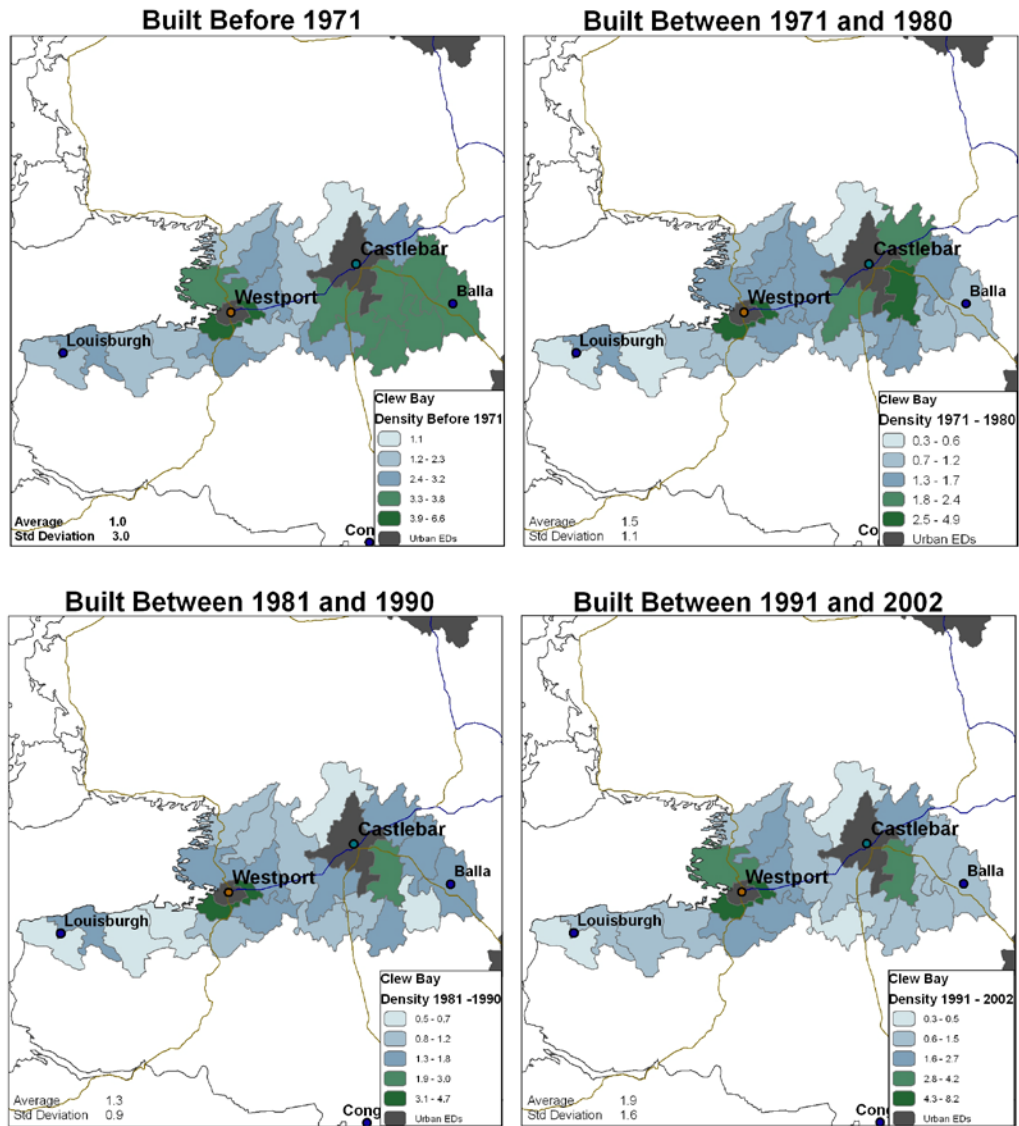 Built Before 1971
Castlebar
Westport
Balla
Louisburgh
Clew Bay
Density Before 1971
1.1
1.2 - 2.3
2.4 - 3.2
3.3 - 3.8
3.9 - 6.6
Urban EDs
Average 1.0
Std Deviation 3.0
Con
Built Between 1971 and 1980
Castlebar
Westport
Balla
Louisburgh
Clew Bay
Density 1971 - 1980
0.3 - 0.6
0.7 - 1.2
1.3 - 1.7
1.8 - 2.4
2.5 - 4.9
Urban EDs
Average 1.5
Std Deviation 1.1
Co
Built Between 1981 and 1990
Castlebar
Westport
Balla
Louisburgh
Clew Bay
Density 1981 -1990
0.5 - 0.7
0.8 - 1.2
1.3 - 1.8
1.9 - 3.0
3.1 - 4.7
Urban EDs
Average 1.3
Std Deviation 0.9
Cong
Built Between 1991 and 2002
Castlebar
Westport
Balla
Louisburgh
Clew Bay
Density 1991 - 2002
0.3 - 0.5
0.6 - 1.5
1.6 - 2.7
2.8 - 4.2
4.3 - 8.2
Urban EDs
Average 1.9
Std Deviation 1.6
Cong